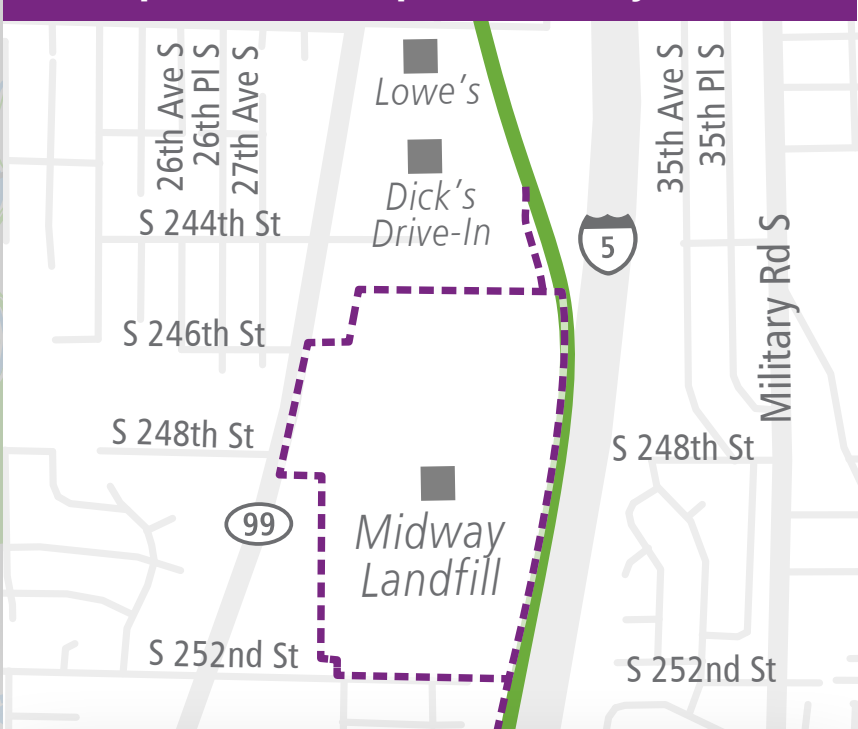 26th Ave S
26th Pl S
27th Ave S
Lowe's
35th Ave S
35th Pl S
Dick's
Drive-In
S 244th St
5
Military Rd S
S 246th St
S 248th St
S 248th St
99
Midway
Landfill
S 252nd St
S 252nd St